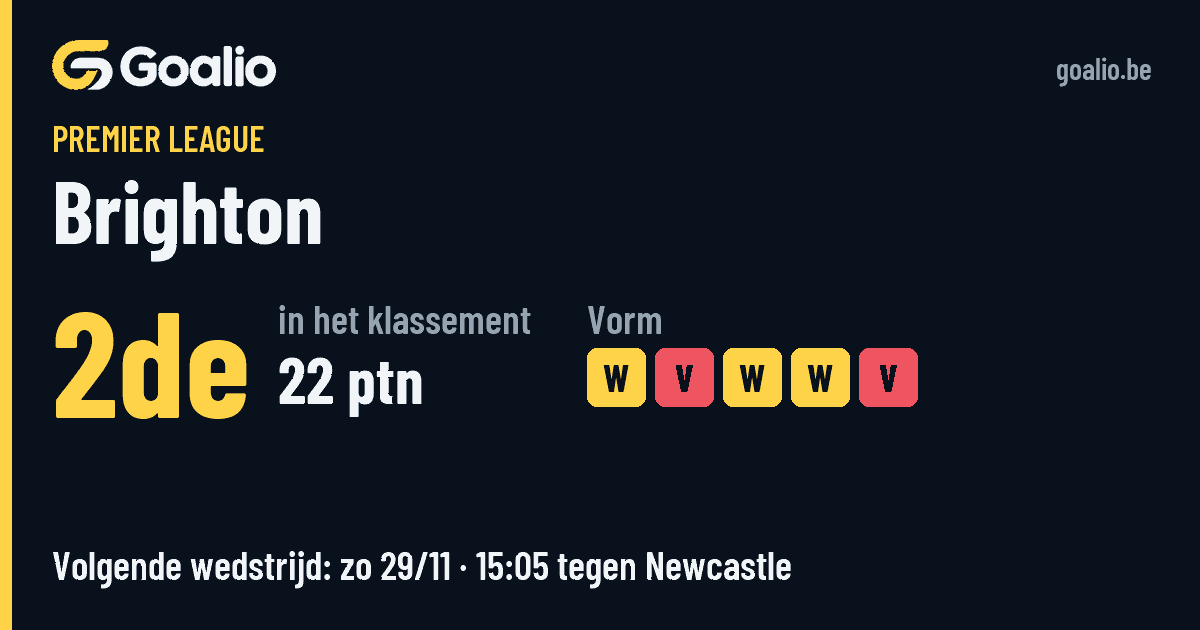 Goalio
goalio.be
PREMIER LEAGUE
Brighton
2de
in het klassement
22 ptn
Vorm
W V W W V
Volgende wedstrijd: zo 29/11 · 15:05 tegen Newcastle